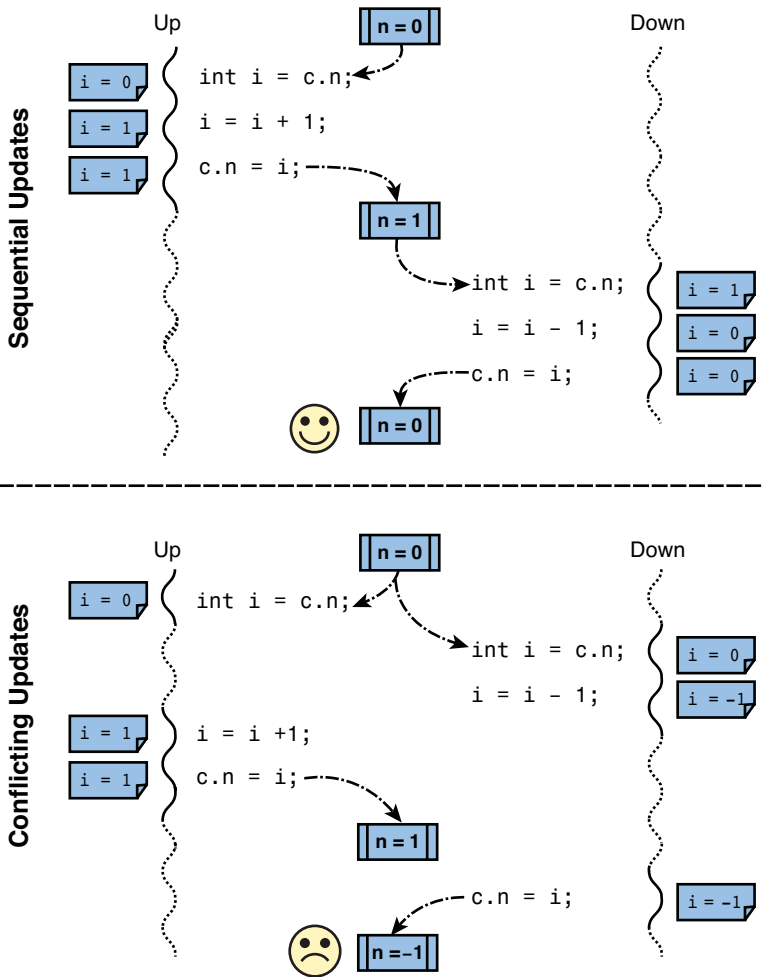 Sequential Updates
Up
n = 0
Down
i = 0
int i = c.n;
i = 1
i = i + 1;
i = 1
c.n = i;
n = 1
int i = c.n;
i = 1
i = i - 1;
i = 0
c.n = i;
i = 0
n = 0
Conflicting Updates
Up
n = 0
Down
i = 0
int i = c.n;
int i = c.n;
i = 0
i = i - 1;
i = -1
i = 1
i = i +1;
i = 1
c.n = i;
n = 1
c.n = i;
i = -1
n =-1